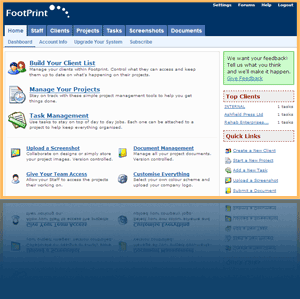 FootPrint
Settings Forums Help Logout
Home Staff Clients Projects Tasks Screenshots Documents
Dashboard Account Info Upgrade Your System Subscribe
Build Your Client List
Manage your clients within Footprint. Control what they can access and keep
them up to date on what's happening on their projects.
Manage Your Projects
Stay on track with these simple project management tools to help you get
things done.
Task Management
Use tasks to stay on top of day to day jobs. Each one can be attached to a
project to help keep everything organised.
Upload a Screenshot
Collaborate on designs or simply store
your project images. Version controlled.
Document Management
Manage all your project documents.
Version controlled.
Give Your Team Access
Allow your Staff to access the projects
their working on.
Customise Everything
Select your own colour scheme and
upload your company logo.
We want your feedback!
Tell us what you think
and we'll make it happen.
Give Feedback
Top Clients
INTERNAL 1 tasks
Ashfield Press Ltd 1 tasks
Rehab Enterprise... 1 tasks
Quick Links
Create a New Client
Start a New Project
Add a New Task
Upload a Screenshot
Submit a Document